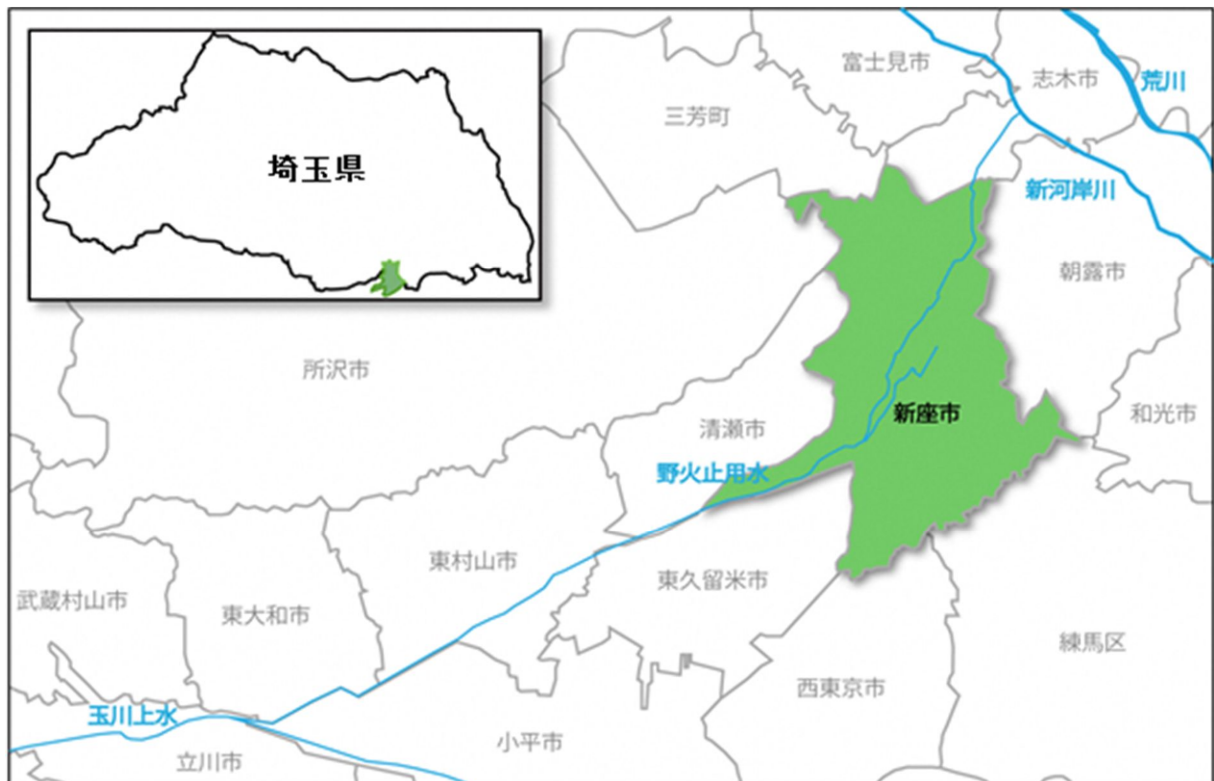 埼玉県
富士見市
志木市
荒川
三芳町
新河岸川
朝霞市
所沢市
新座市
和光市
清瀬市
野火止用水
東村山市
東久留米市
武蔵村山市
東大和市
練馬区
西東京市
玉川上水
小平市
立川市